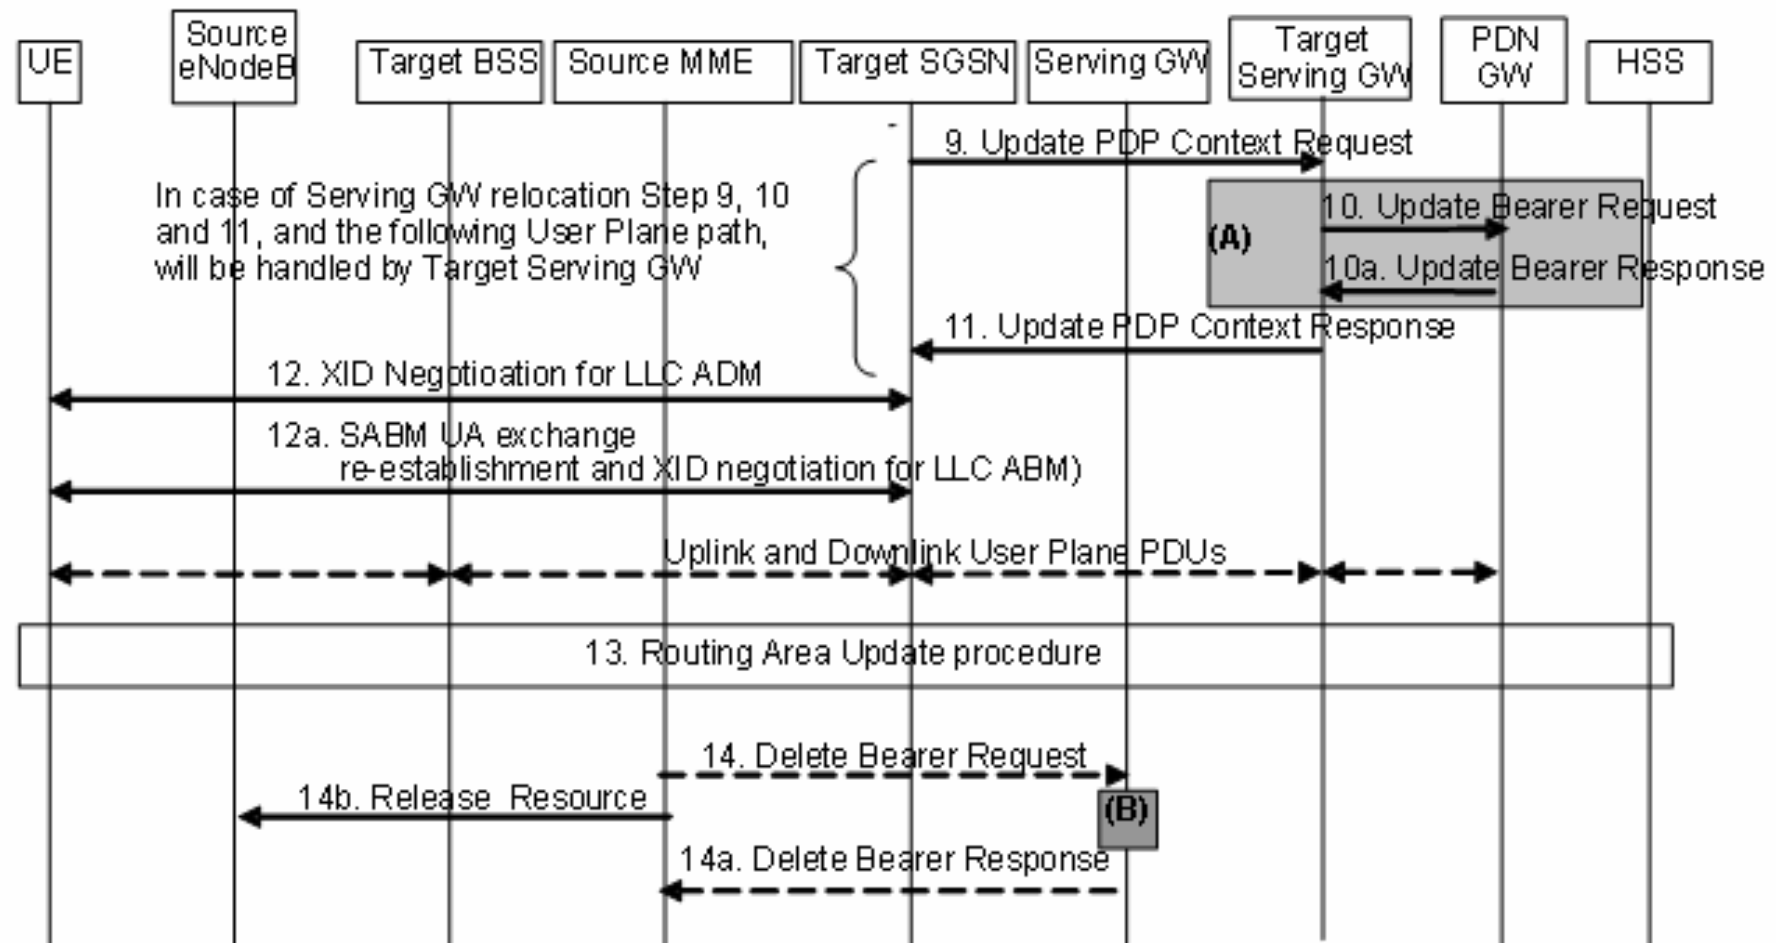 UE
Source
eNodeB
Target BSS
Source MME
Target SGSN
Serving GW
Target
Serving GW
PDN
GW
HSS
9. Update PDP Context Request
In case of Serving GW relocation Step 9, 10
and 11, and the following User Plane path,
will be handled by Target Serving GW
(A)
10. Update Bearer Request
10a. Update Bearer Response
11. Update PDP Context Response
12. XID Negotioation for LLC ADM
12a. SABM UA exchange
re-establishment and XID negotiation for LLC ABM)
Uplink and Downlink User Plane PDUs
13. Routing Area Update procedure
14. Delete Bearer Request
14b. Release Resource
(B)
14a. Delete Bearer Response